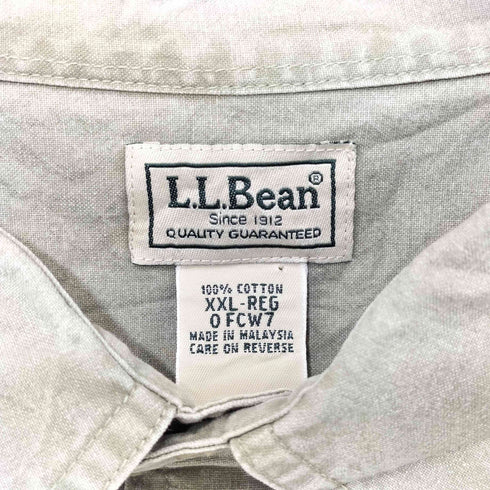 L.L.Bean®
Since 1912
QUALITY GUARANTEED
100% COTTON
XXL-REG
0 FCW7
MADE IN MALAYSIA
CARE ON REVERSE